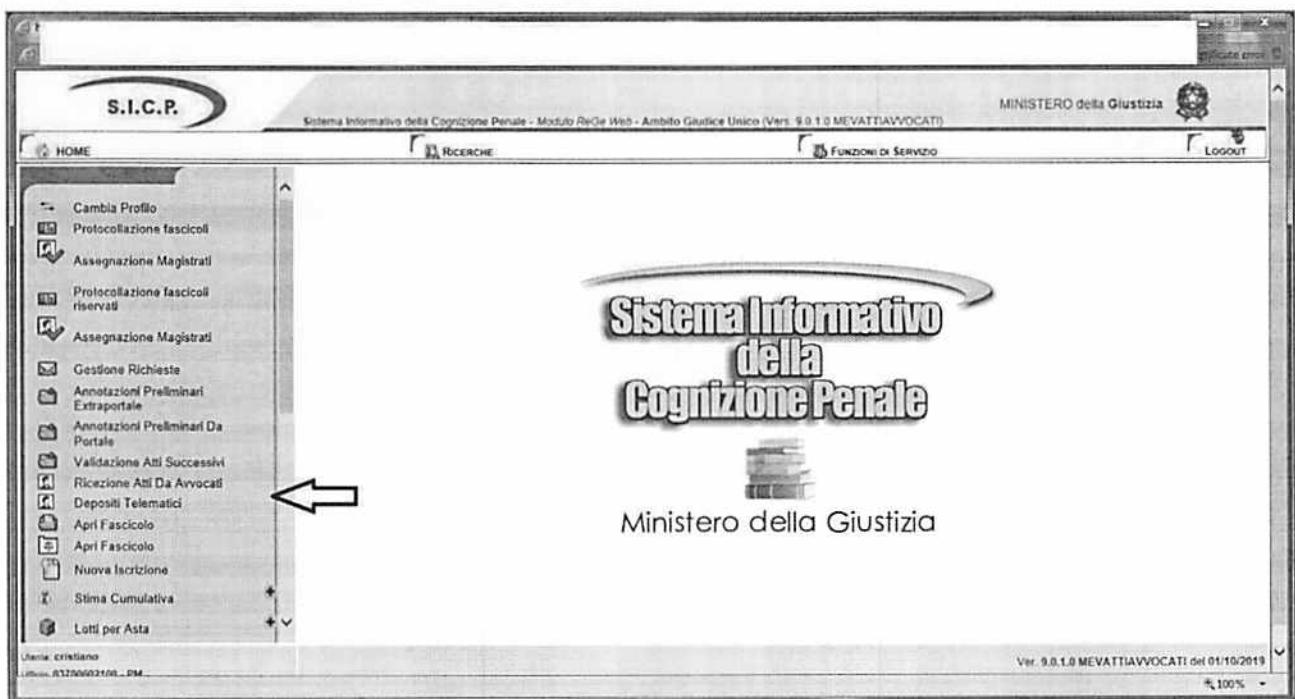 S.I.C.P.
MINISTERO della Giustizia
Sistema Informativo della Cognizione Penale - Modulo ReGe Web - Ambito Giudice Unico (Vers. 9.0.1.0 MEVATTIAVVOCATI)
HOME
RICERCHE
FUNZIONI DI SERVIZIO
LOGOUT
Cambia Profilo
Protocollazione fascicoli
Assegnazione Magistrati
Protocollazione fascicoli
riservati
Assegnazione Magistrati
Gestione Richieste
Annotazioni Preliminari
Extraportale
Annotazioni Preliminari Da
Portale
Validazione Atti Successivi
Ricezione Atti Da Avvocati
Depositi Telematici
Apri Fascicolo
Apri Fascicolo
Nuova Iscrizione
Stima Cumulativa
Lotti per Asta
Sistema Informativo
della
Cognizione Penale
Ministero della Giustizia
Utente: cristiano
Ver. 9.0.1.0 MEVATTIAVVOCATI del 01/10/2019
100%